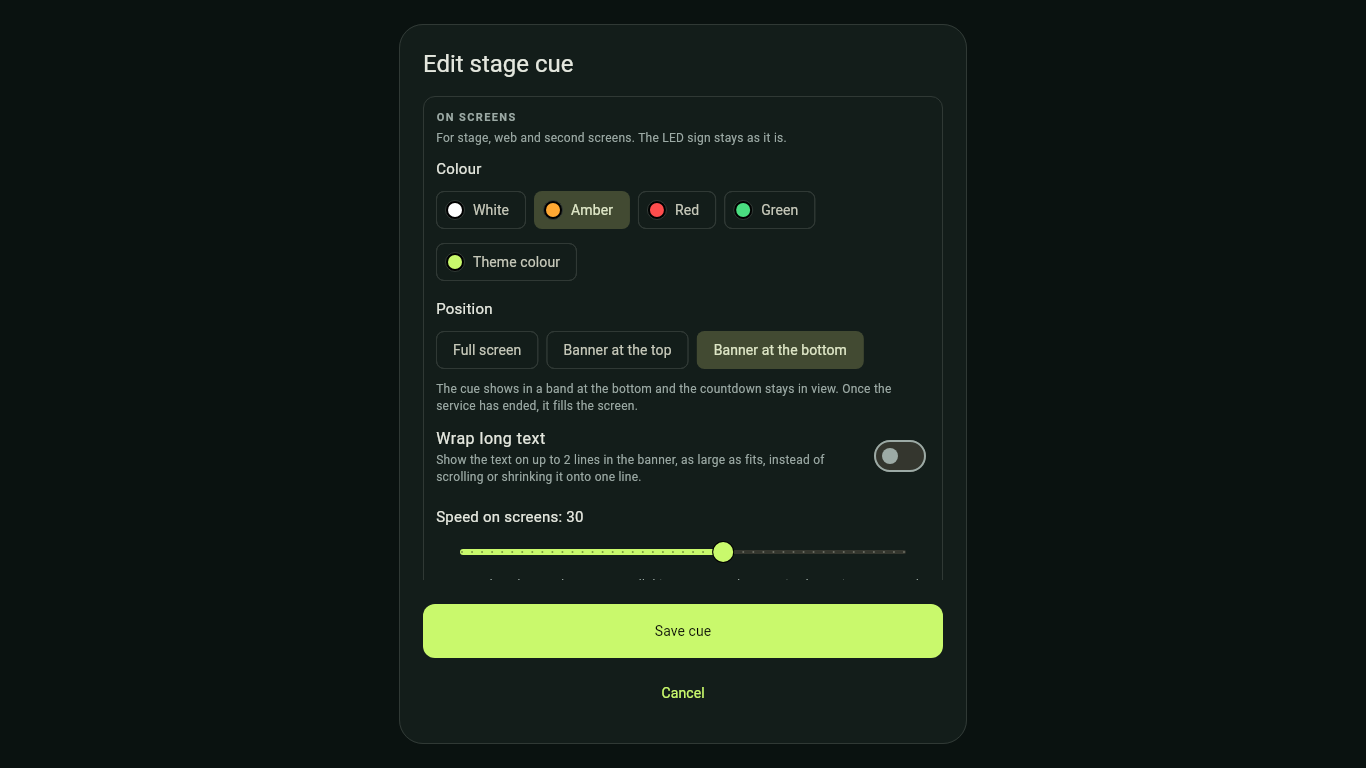 Edit stage cue
ON SCREENS
For stage, web and second screens. The LED sign stays as it is.
Colour
White
Amber
Red
Green
Theme colour
Position
Full screen
Banner at the top
Banner at the bottom
The cue shows in a band at the bottom and the countdown stays in view. Once the
service has ended, it fills the screen.
Wrap long text
Show the text on up to 2 lines in the banner, as large as fits, instead of
scrolling or shrinking it onto one line.
Speed on screens: 30
Save cue
Cancel